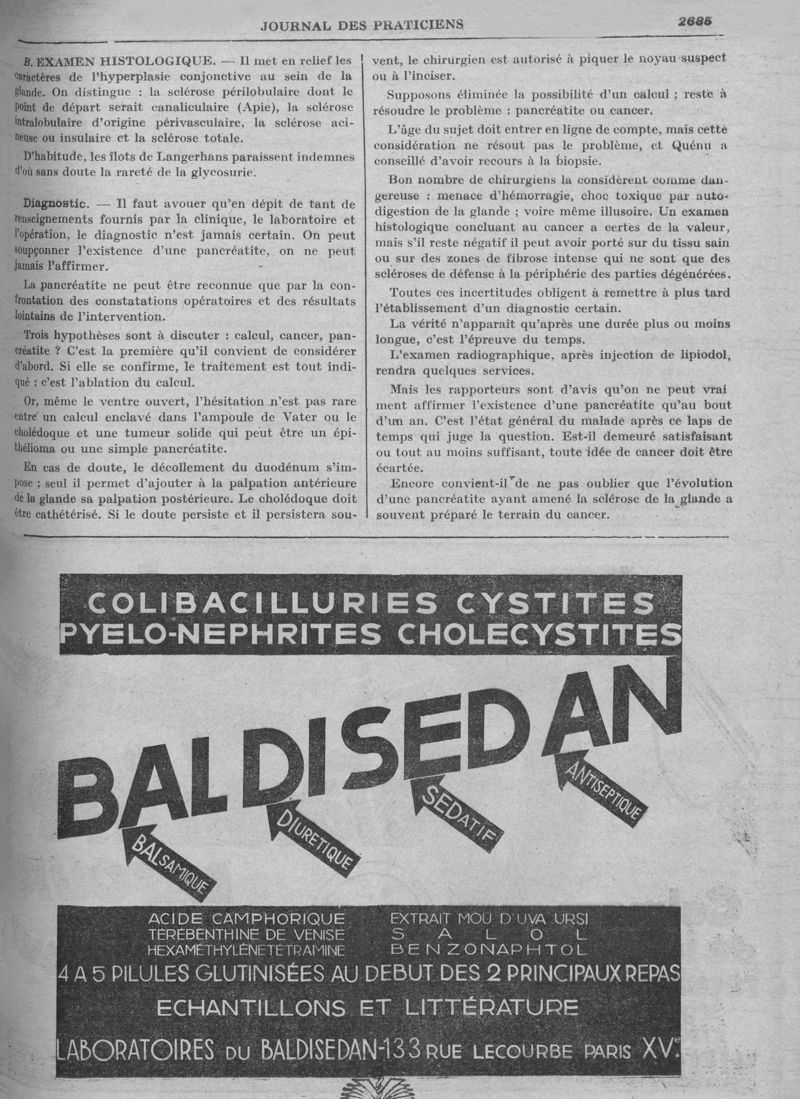 JOURNAL DES PRATICIENS
2685
B. EXAMEN HISTOLOGIQUE. — Il met en relief les
caractères de l'hyperplasie conjonctive au sein de la
glande. On distingue : la sclérose périlobulaire dont le
point de départ serait canaliculaire (Apie), la sclérose
intralobulaire d'origine périvasculaire, la sclérose aci-
neuse ou insulaire et la sclérose totale.
D'habitude, les îlots de Langerhans paraissent indemnes
d'où sans doute la rareté de la glycosurie.
Diagnostic. — Il faut avouer qu'en dépit de tant de
renseignements fournis par la clinique, le laboratoire et
l'opération, le diagnostic n'est jamais certain. On peut
soupçonner l'existence d'une pancréatite, on ne peut
jamais l'affirmer.
La pancréatite ne peut être reconnue que par la con-
frontation des constatations opératoires et des résultats
lointains de l'intervention.
Trois hypothèses sont à discuter : calcul, cancer, pan-
créatite ? C'est la première qu'il convient de considérer
d'abord. Si elle se confirme, le traitement est tout indi-
qué : c'est l'ablation du calcul.
Or, même le ventre ouvert, l'hésitation n'est pas rare
entre un calcul enclavé dans l'ampoule de Vater ou le
cholédoque et une tumeur solide qui peut être un épi-
thélioma ou une simple pancréatite.
En cas de doute, le décollement du duodénum s'im-
pose ; seul il permet d'ajouter à la palpation antérieure
de la glande sa palpation postérieure. Le cholédoque doit
être cathétérisé. Si le doute persiste et il persistera sou-
vent, le chirurgien est autorisé à piquer le noyau suspect
ou à l'inciser.
Supposons éliminée la possibilité d'un calcul ; reste à
résoudre le problème : pancréatite ou cancer.
L'âge du sujet doit entrer en ligne de compte, mais cette
considération ne résout pas le problème, et Quénu a
conseillé d'avoir recours à la biopsie.
Bon nombre de chirurgiens la considèrent comme dan-
gereuse : menace d'hémorragie, choc toxique par auto-
digestion de la glande ; voire même illusoire. Un examen
histologique concluant au cancer a certes de la valeur,
mais s'il reste négatif il peut avoir porté sur du tissu sain
ou sur des zones de fibrose intense qui ne sont que des
scléroses de défense à la périphérie des parties dégénérées.
Toutes ces incertitudes obligent à remettre à plus tard
l'établissement d'un diagnostic certain.
La vérité n'apparaît qu'après une durée plus ou moins
longue, c'est l'épreuve du temps.
L'examen radiographique, après injection de lipiodol,
rendra quelques services.
Mais les rapporteurs sont d'avis qu'on ne peut vrai
ment affirmer l'existence d'une pancréatite qu'au bout
d'un an. C'est l'état général du malade après ce laps de
temps qui juge la question. Est-il demeuré satisfaisant
ou tout au moins suffisant, toute idée de cancer doit être
écartée.
Encore convient-il de ne pas oublier que l'évolution
d'une pancréatite ayant amené la sclérose de la glande a
souvent préparé le terrain du cancer.
COLIBACILLURIES CYSTITES
PYELO-NEPHRITES CHOLECYSTITES
BALDISEDAN
BALSAMIQUE
DIURETIQUE
SEDATIF
ANTISEPTIQUE
ACIDE CAMPHORIQUE EXTRAIT MOU D'UVA URSI
TEREBENTHINE DE VENISE SALOL
HEXAMÉTHYLÈNETÉTRAMINE BENZONAPHTOL
4 A 5 PILULES GLUTINISÉES AU DEBUT DES 2 PRINCIPAUX REPAS
ECHANTILLONS ET LITTÉRATURE
LABORATOIRES DU BALDISEDAN-133 RUE LECOURBE PARIS XVe.